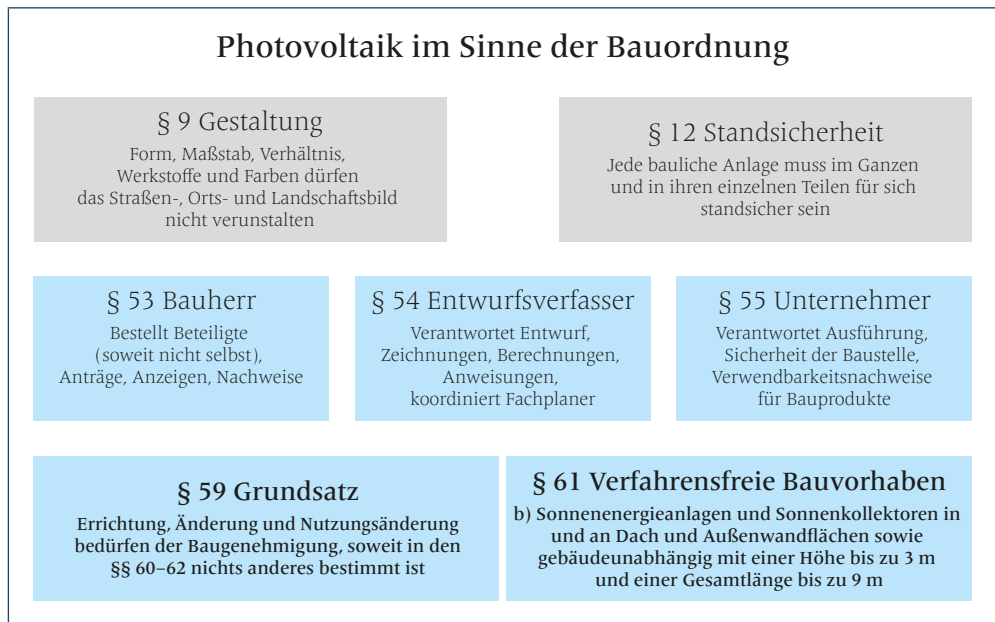 Photovoltaik im Sinne der Bauordnung
§ 9 Gestaltung
Form, Maßstab, Verhältnis,
Werkstoffe und Farben dürfen
das Straßen-, Orts- und Landschaftsbild
nicht verunstalten
§ 12 Standsicherheit
Jede bauliche Anlage muss im Ganzen
und in ihren einzelnen Teilen für sich
standsicher sein
§ 53 Bauherr
Bestellt Beteiligte
(soweit nicht selbst),
Anträge, Anzeigen, Nachweise
§ 54 Entwurfsverfasser
Verantwortet Entwurf,
Zeichnungen, Berechnungen,
Anweisungen,
koordiniert Fachplaner
§ 55 Unternehmer
Verantwortet Ausführung,
Sicherheit der Baustelle,
Verwendbarkeitsnachweise
für Bauprodukte
§ 59 Grundsatz
Errichtung, Änderung und Nutzungsänderung
bedürfen der Baugenehmigung, soweit in den
§§ 60–62 nichts anderes bestimmt ist
§ 61 Verfahrensfreie Bauvorhaben
b) Sonnenenergieanlagen und Sonnenkollektoren in
und an Dach und Außenwandflächen sowie
gebäudeunabhängig mit einer Höhe bis zu 3 m
und einer Gesamtlänge bis zu 9 m